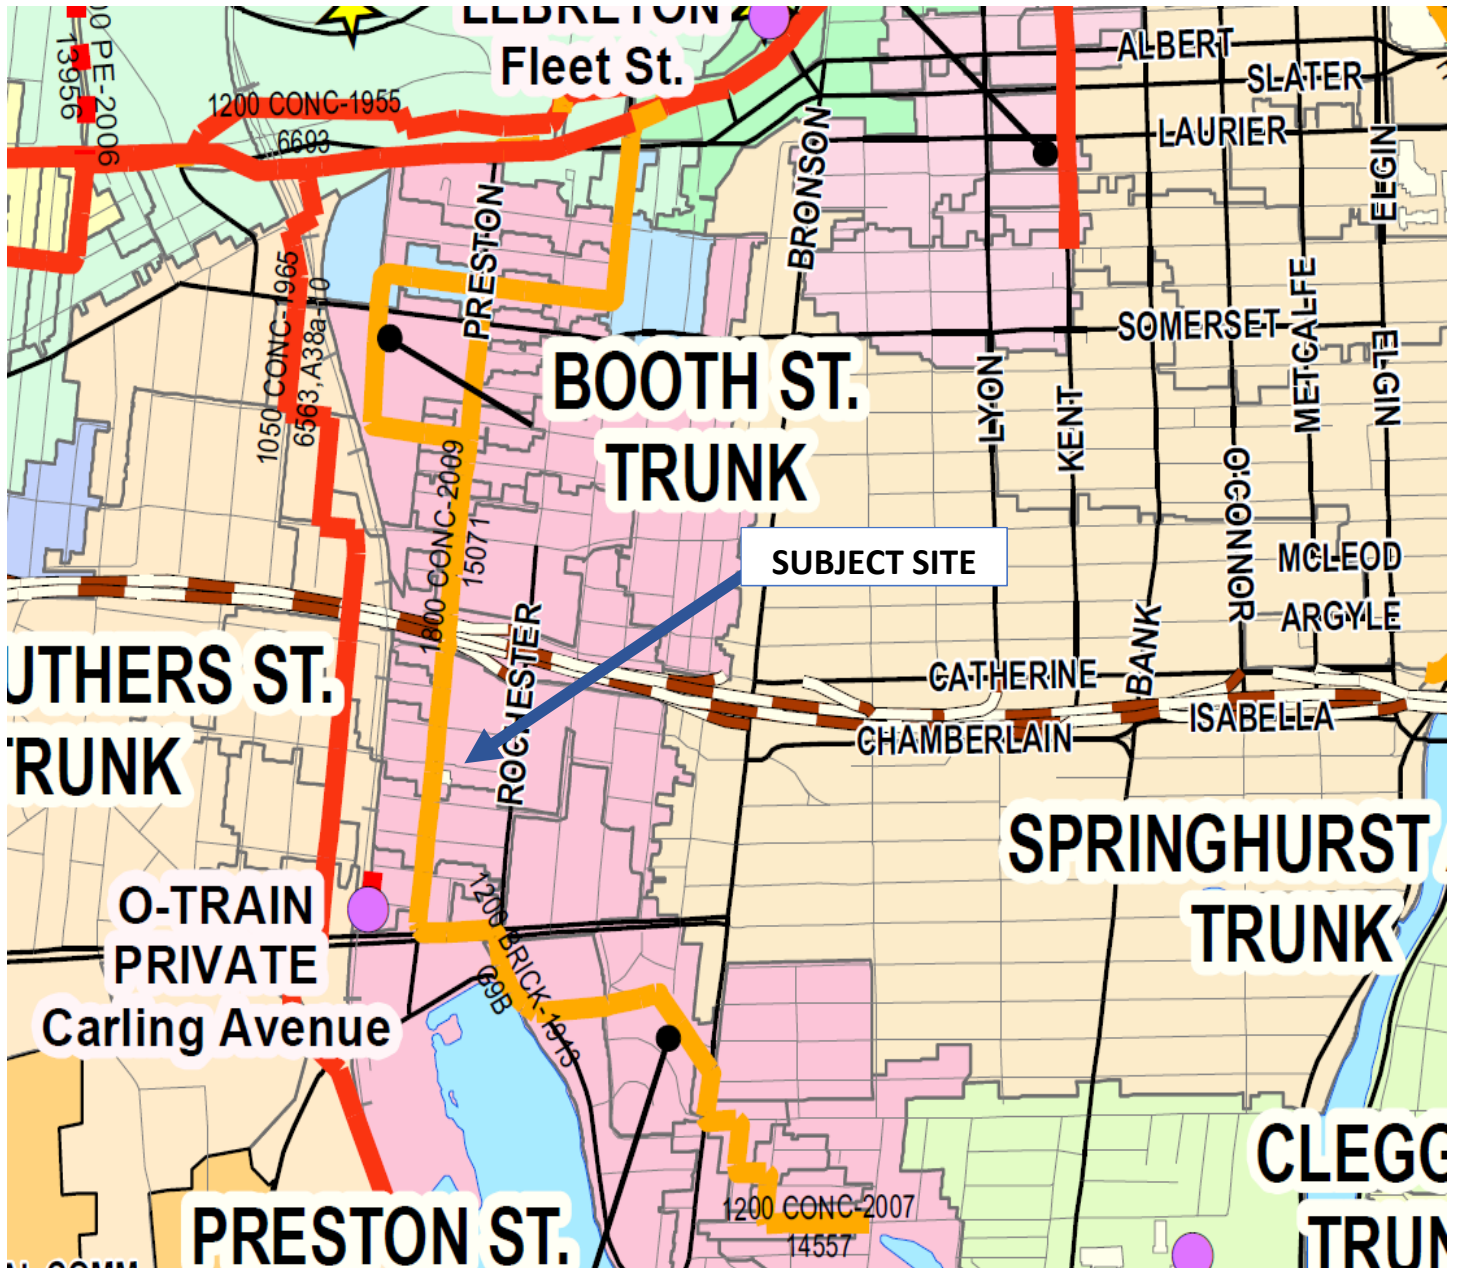 LEBRETON
Fleet St.
00 PE-2006
13956
1200 CONC-1955
6693
ALBERT
SLATER
LAURIER
ELGIN
BRONSON
PRESTON
METCALFE
SOMERSET
ELGIN
1050 CONC-1965
6563, A38a-10
BOOTH ST.
TRUNK
LYON
KENT
O'CONNOR
1800 CONC-2009
15071
SUBJECT SITE
MCLEOD
ARGYLE
ROCHESTER
BANK
CATHERINE
ISABELLA
CHAMBERLAIN
UTHERS ST.
TRUNK
SPRINGHURST
TRUNK
O-TRAIN
PRIVATE
Carling Avenue
1200 BRICK-1913
G9B
CLEGG
TRUN
1200 CONC-2007
14557
PRESTON ST.